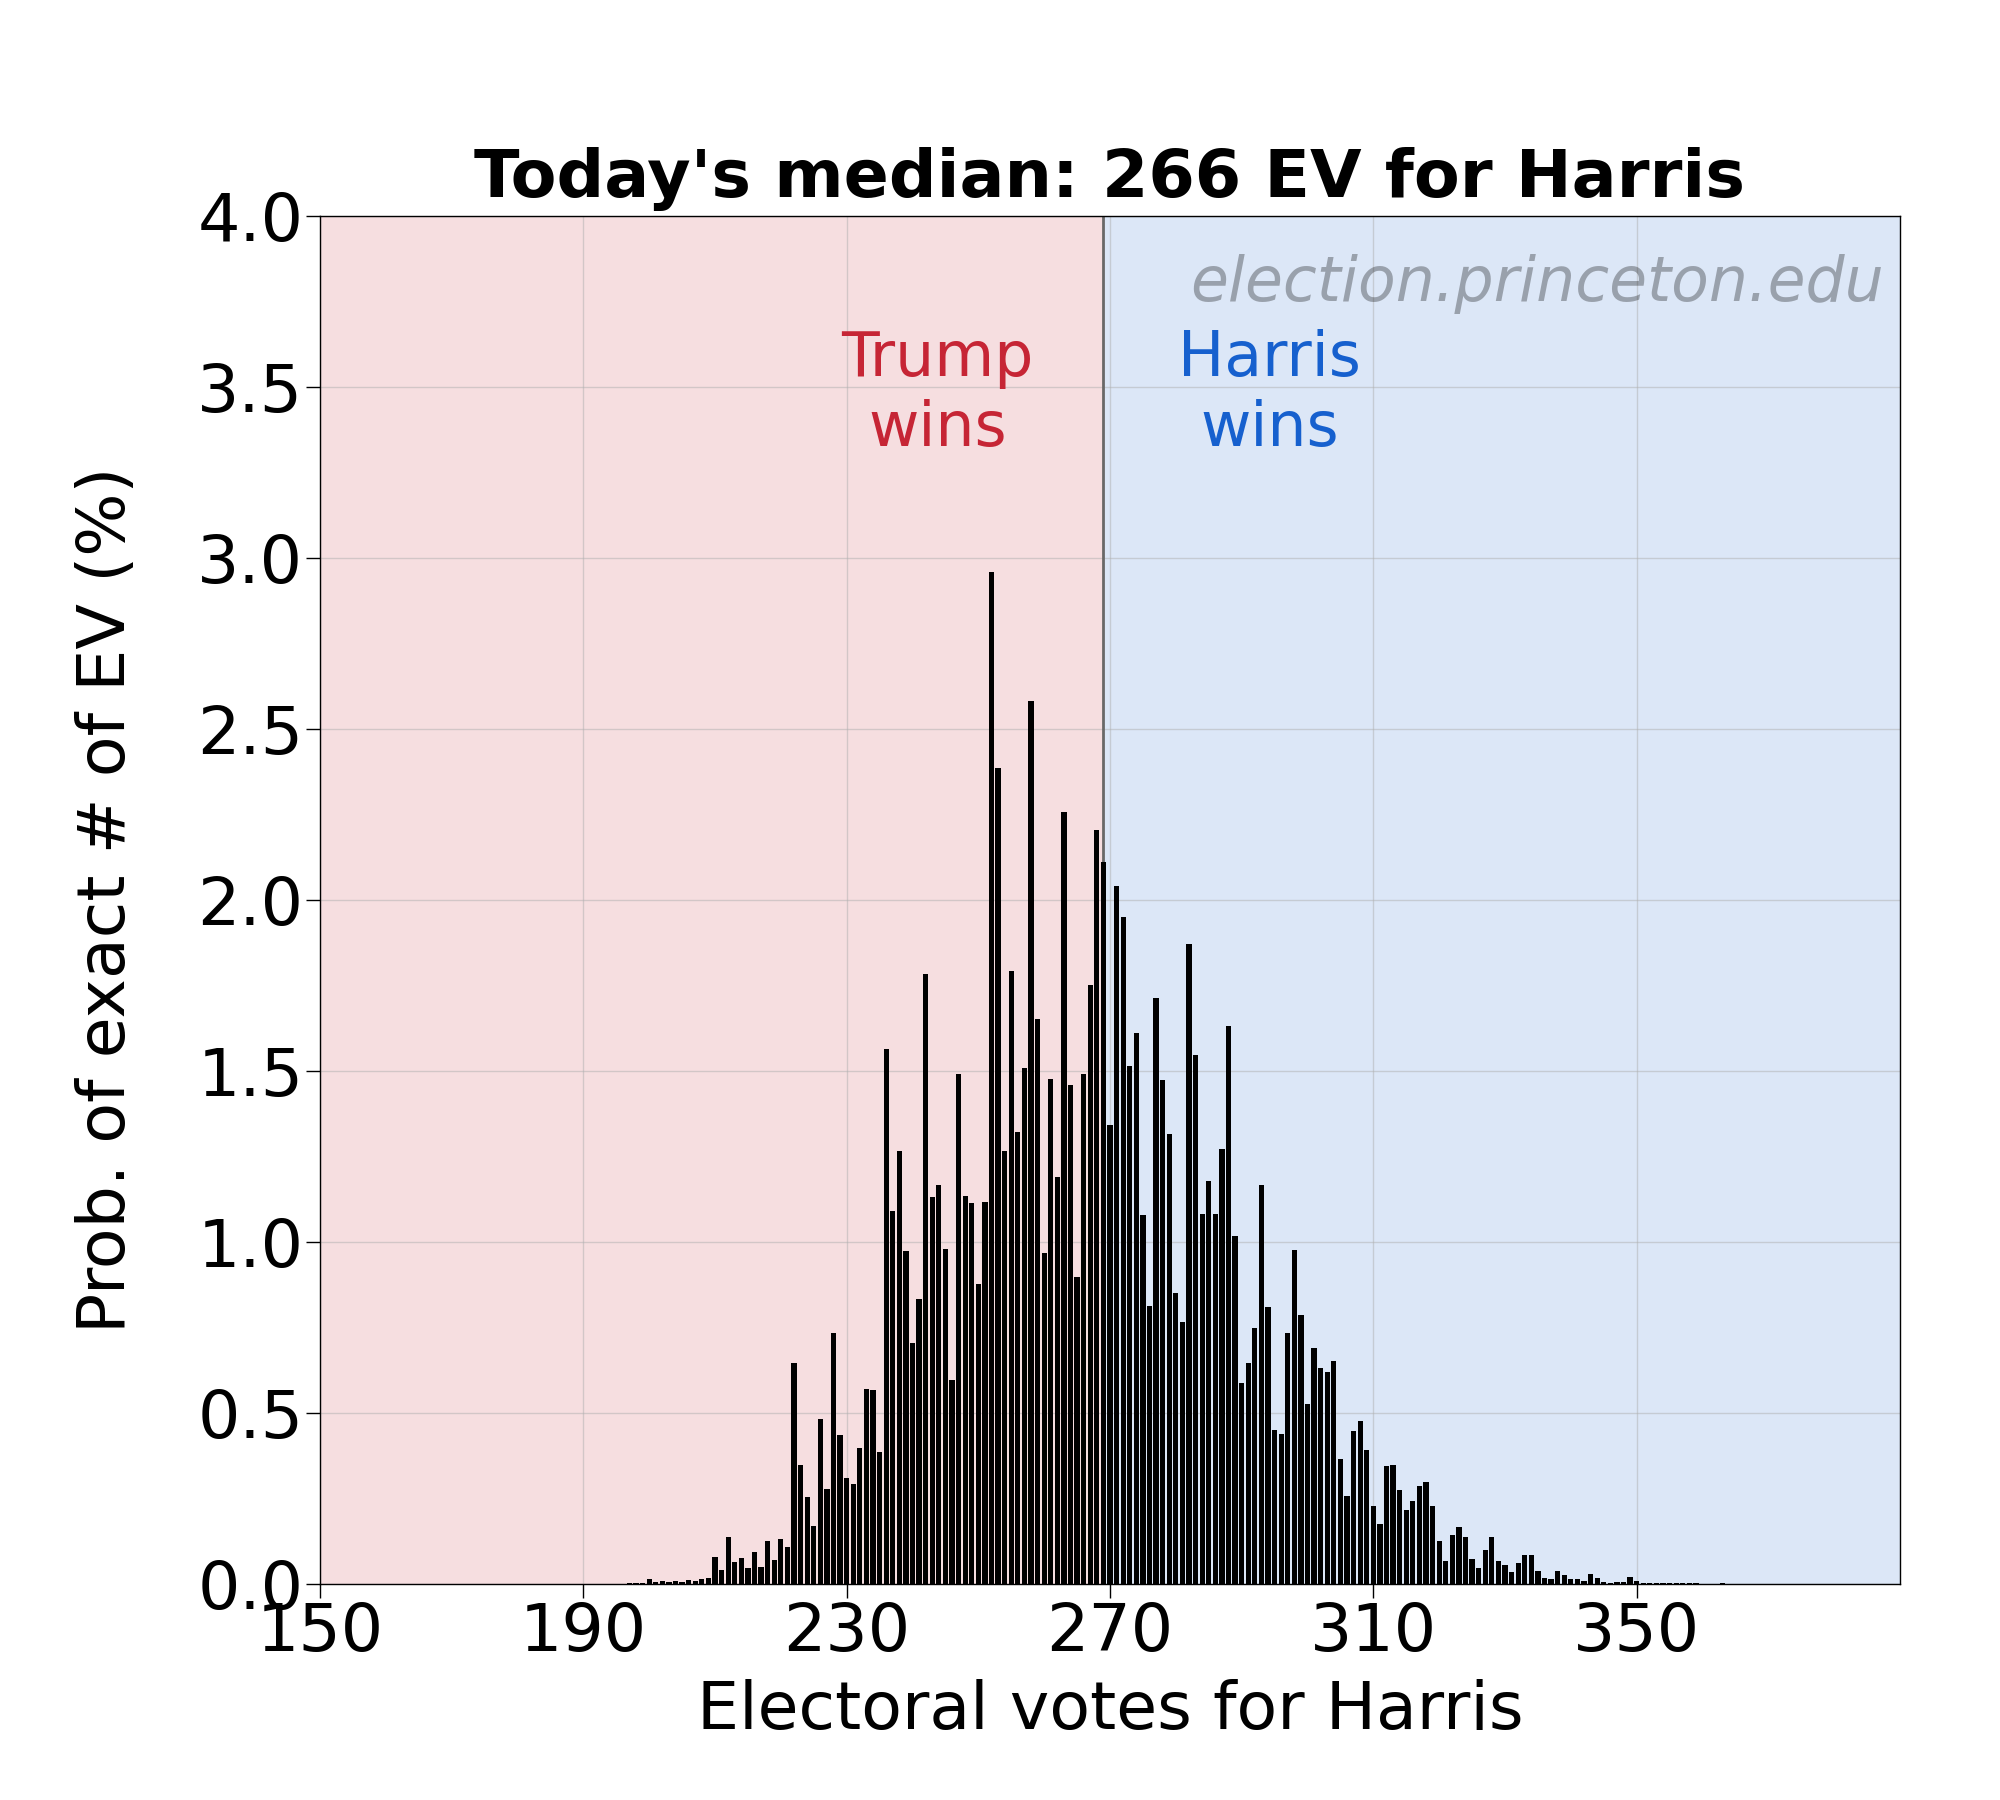 Today's median: 266 EV for Harris
election.princeton.edu
Trump
wins
Harris
wins
Prob. of exact # of EV (%)
4.0
3.5
3.0
2.5
2.0
1.5
1.0
0.5
0.0
150 190 230 270 310 350
Electoral votes for Harris